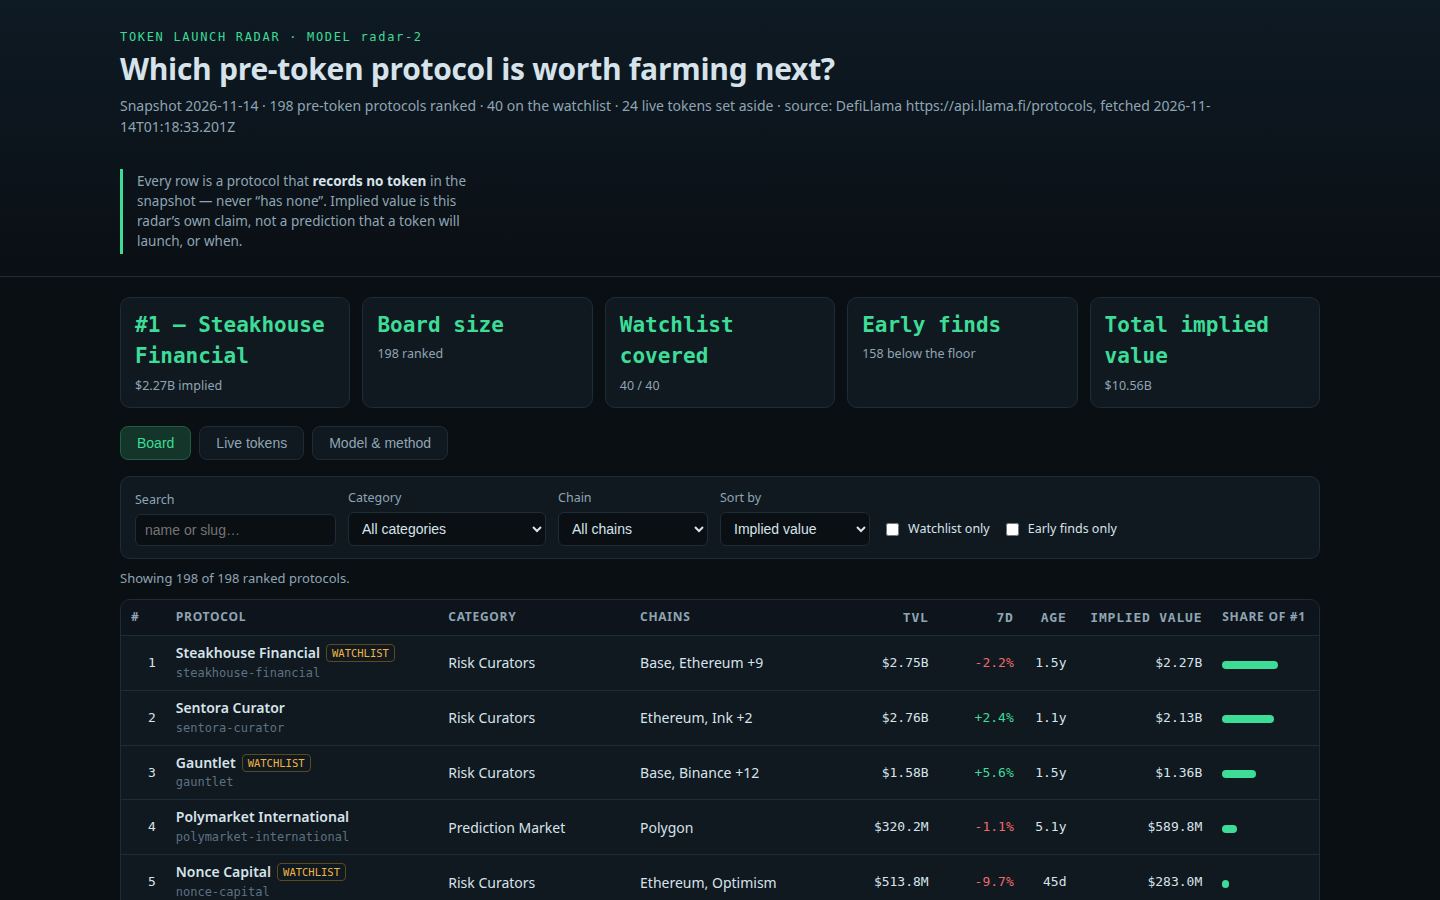 TOKEN LAUNCH RADAR · MODEL radar-2
Which pre-token protocol is worth farming next?
Snapshot 2026-11-14 · 198 pre-token protocols ranked · 40 on the watchlist · 24 live tokens set aside · source: DefiLlama https://api.llama.fi/protocols, fetched 2026-11-
14T01:18:33.201Z
Every row is a protocol that records no token in the
snapshot — never “has none”. Implied value is this
radar’s own claim, not a prediction that a token will
launch, or when.
#1 — Steakhouse
Financial
$2.27B implied
Board size
198 ranked
Watchlist
covered
40 / 40
Early finds
158 below the floor
Total implied
value
$10.56B
Board
Live tokens
Model & method
Search
name or slug…
Category
All categories
Chain
All chains
Sort by
Implied value
Watchlist only
Early finds only
Showing 198 of 198 ranked protocols.
# PROTOCOL CATEGORY CHAINS TVL 7D AGE IMPLIED VALUE SHARE OF #1
1 Steakhouse Financial WATCHLIST Risk Curators Base, Ethereum +9 $2.75B -2.2% 1.5y $2.27B
steakhouse-financial
2 Sentora Curator Risk Curators Ethereum, Ink +2 $2.76B +2.4% 1.1y $2.13B
sentora-curator
3 Gauntlet WATCHLIST Risk Curators Base, Binance +12 $1.58B +5.6% 1.5y $1.36B
gauntlet
4 Polymarket International Prediction Market Polygon $320.2M -1.1% 5.1y $589.8M
polymarket-international
5 Nonce Capital WATCHLIST Risk Curators Ethereum, Optimism $513.8M -9.7% 45d $283.0M
nonce-capital